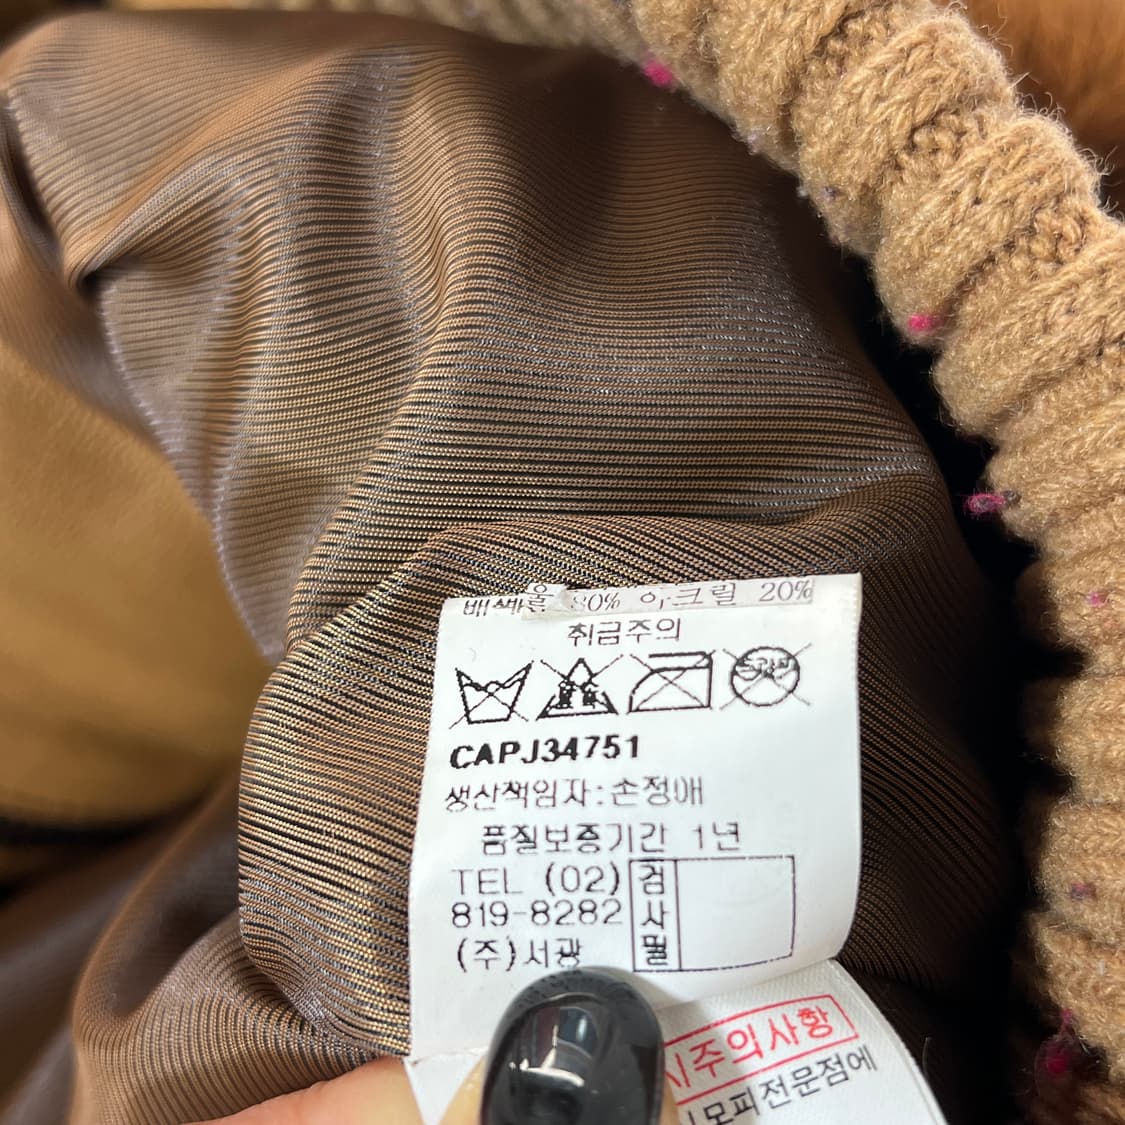 울 80% 아크릴 20%
취급주의
CAPJ34751
생산책임자:손정애
품질보증기간 1년
TEL (02)
819-8282
(주)서광
검
사
필
시주의사항
모피전문점에